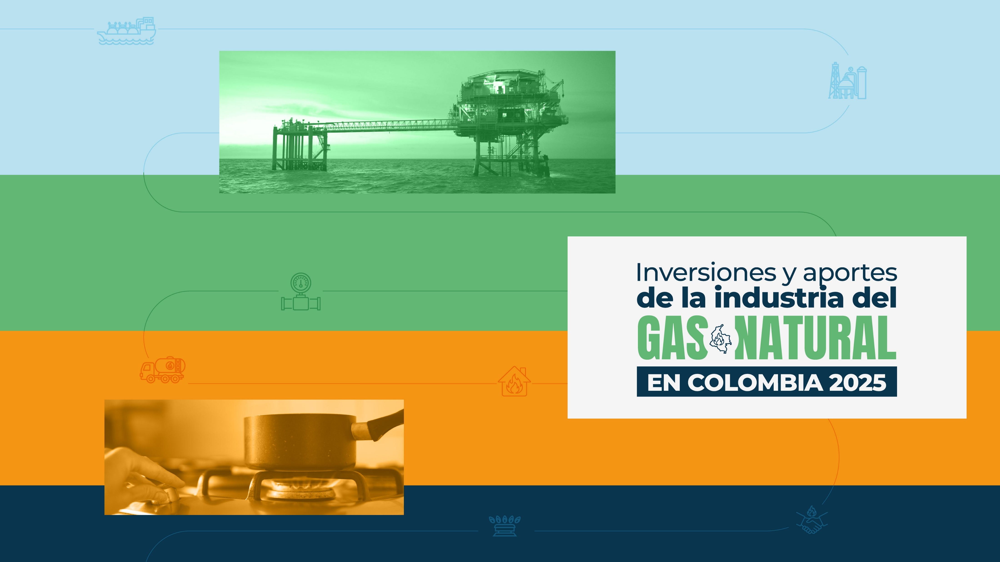 Inversiones y aportes
de la industria del
GAS NATURAL
EN COLOMBIA 2025